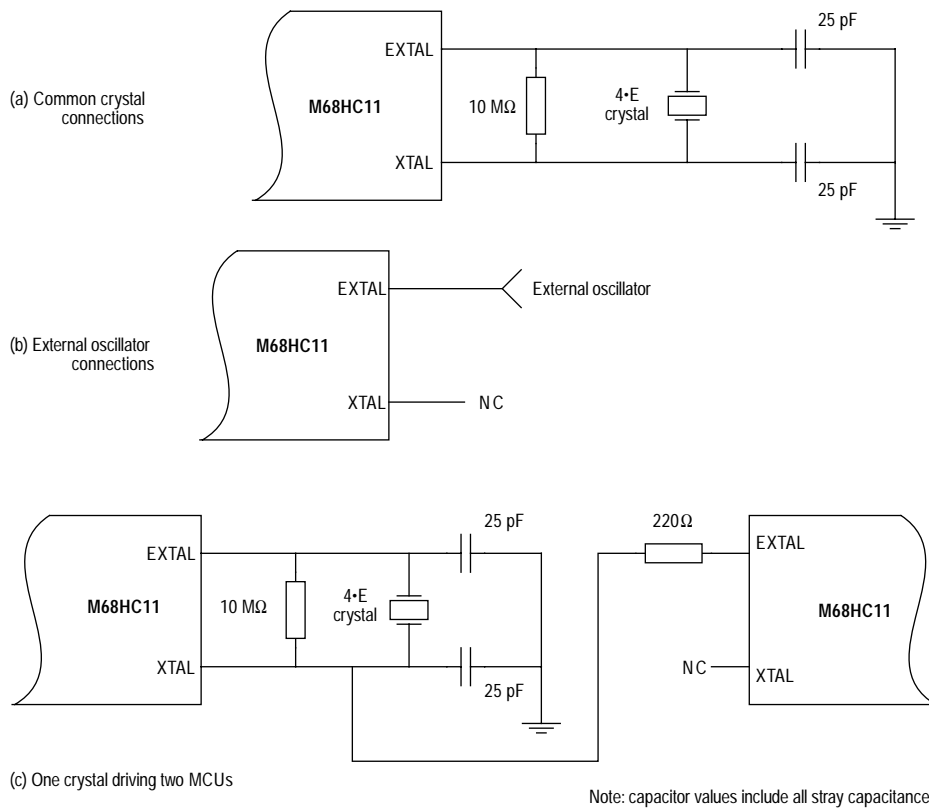 25 pF
EXTAL
(a) Common crystal
connections
M68HC11
10 MΩ
4•E
crystal
XTAL
25 pF
EXTAL
External oscillator
(b) External oscillator
connections
M68HC11
XTAL
NC
25 pF
220Ω
EXTAL
EXTAL
M68HC11
10 MΩ
4•E
crystal
M68HC11
XTAL
NC
XTAL
25 pF
(c) One crystal driving two MCUs
Note: capacitor values include all stray capacitance